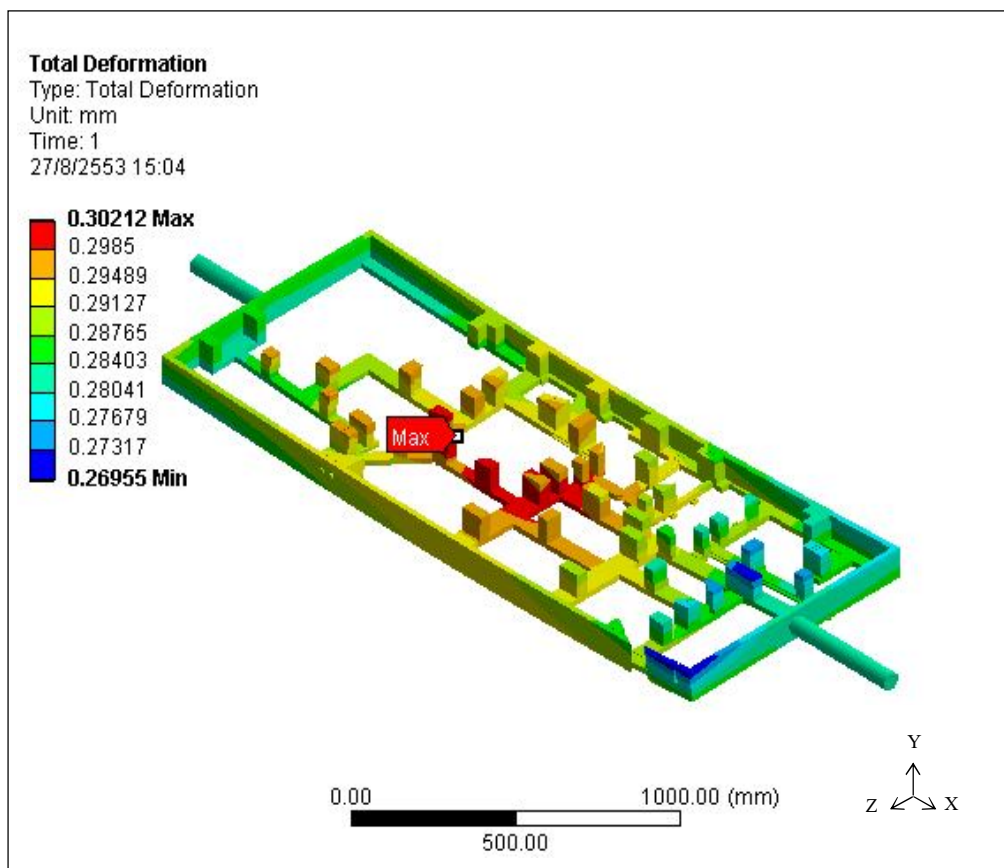 Total Deformation
Type: Total Deformation
Unit: mm
Time: 1
27/8/2553 15:04
0.30212 Max
0.2985
0.29489
0.29127
0.28765
0.28403
0.28041
0.27679
0.27317
0.26955 Min
Max
0.00
1000.00 (mm)
500.00
Y
Z
X